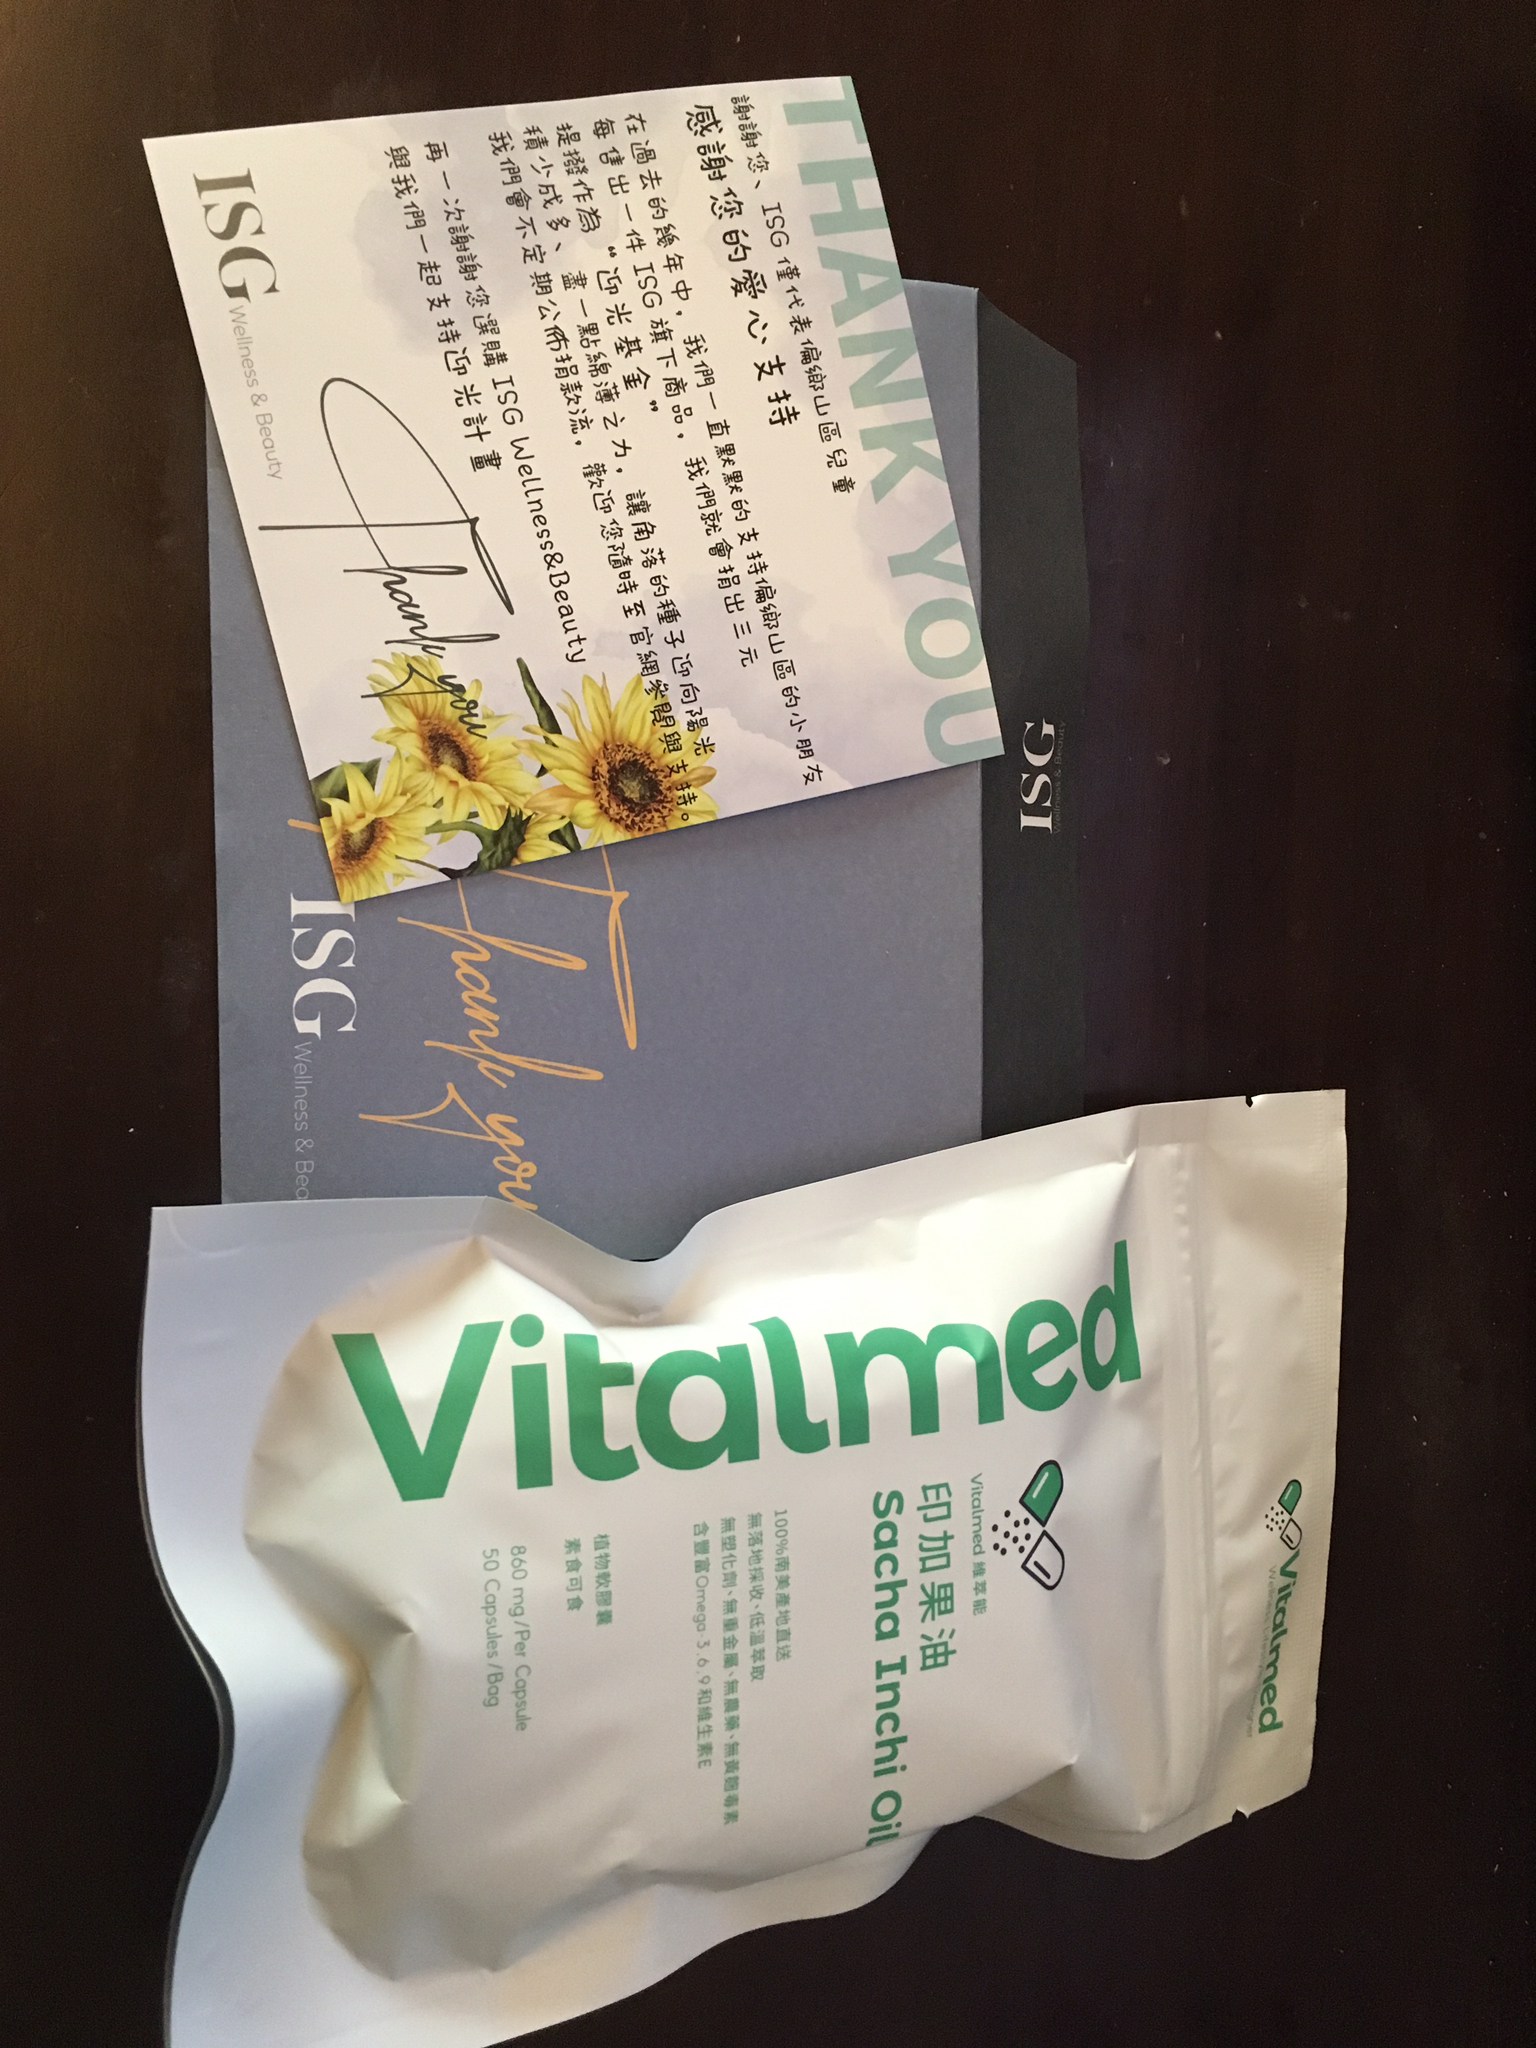 THANK YOU
謝謝您、ISG僅代表偏鄉山區兒童
感謝您的愛心支持
在過去的幾年中，我們一直默默的支持偏鄉山區的小朋友
每售出一件ISG旗下商品，我們就會捐出三元
提撥作為“迎光基金”
積少成多、盡一點綿薄之力，讓角落的種子迎向陽光
我們會不定期公佈捐款流，歡迎您隨時至官網參閱與支持。
再一次謝謝您選購ISG Wellness&Beauty
與我們一起支持迎光計畫
Thank you
ISG Wellness & Beauty
ISG
Wellness & Beauty
Thank you
ISG Wellness & Bea
Vitalmed
Vitalmed 維萃能
印加果油
Sacha Inchi Oil
100%南美產地直送
無落地採收、低溫萃取
無塑化劑、無重金屬、無農藥、無黃麴毒素
含豐富Omega-3,6,9和維生素E
植物軟膠囊
素食可食
860 mg/Per Capsule
50 Capsules/Bag
Vitalmed